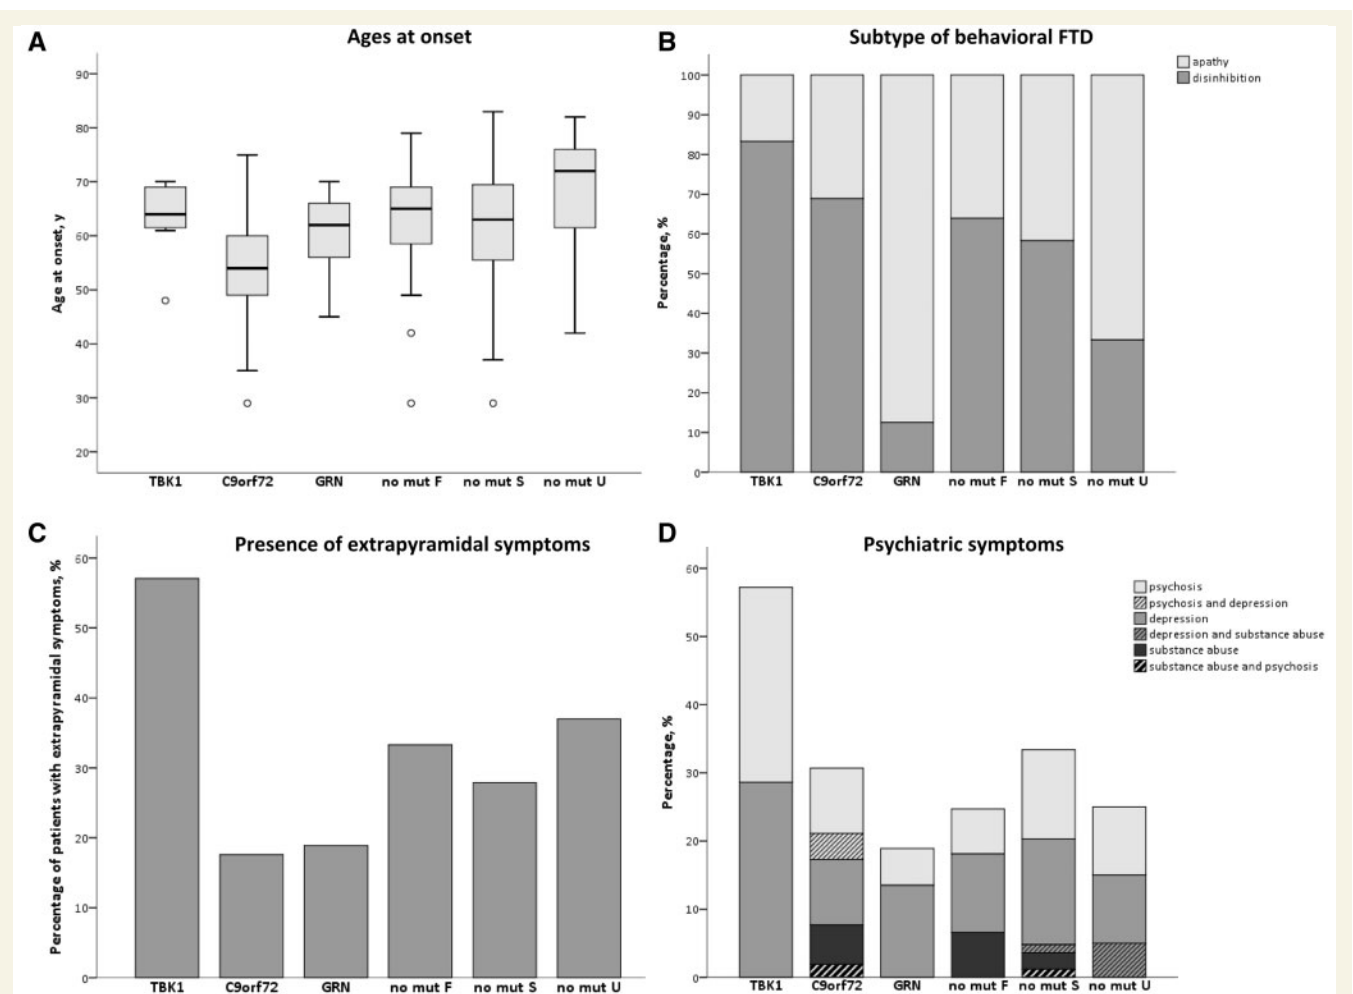 A
Ages at onset
Age at onset, y
90
80
70
60
50
40
30
20
TBK1 C9orf72 GRN no mut F no mut S no mut U
B
Subtype of behavioral FTD
apathy
disinhibition
Percentage, %
100
90
80
70
60
50
40
30
20
10
0
TBK1 C9orf72 GRN no mut F no mut S no mut U
C
Presence of extrapyramidal symptoms
Percentage of patients with extrapyramidal symptoms, %
60
50
40
30
20
10
0
TBK1 C9orf72 GRN no mut F no mut S no mut U
D
Psychiatric symptoms
psychosis
psychosis and depression
depression
depression and substance abuse
substance abuse
substance abuse and psychosis
Percentage, %
60
50
40
30
20
10
0
TBK1 C9orf72 GRN no mut F no mut S no mut U